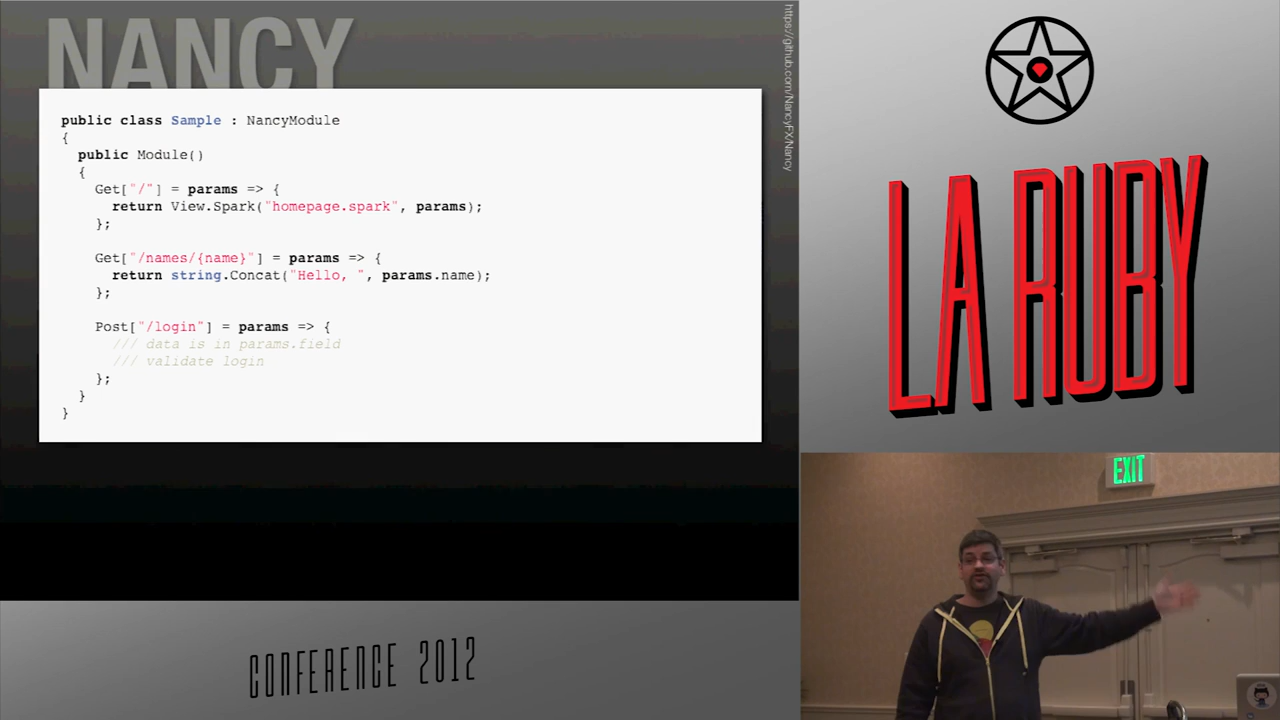 NANCY
https://github.com/NancyFX/Nancy
public class Sample : NancyModule
{
  public Module()
  {
    Get["/"] = params => {
      return View.Spark("homepage.spark", params);
    };

    Get["/names/{name}"] = params => {
      return string.Concat("Hello, ", params.name);
    };

    Post["/login"] = params => {
      /// data is in params.field
      /// validate login
    };
  }
}
LA RUBY
EXIT
CONFERENCE 2012